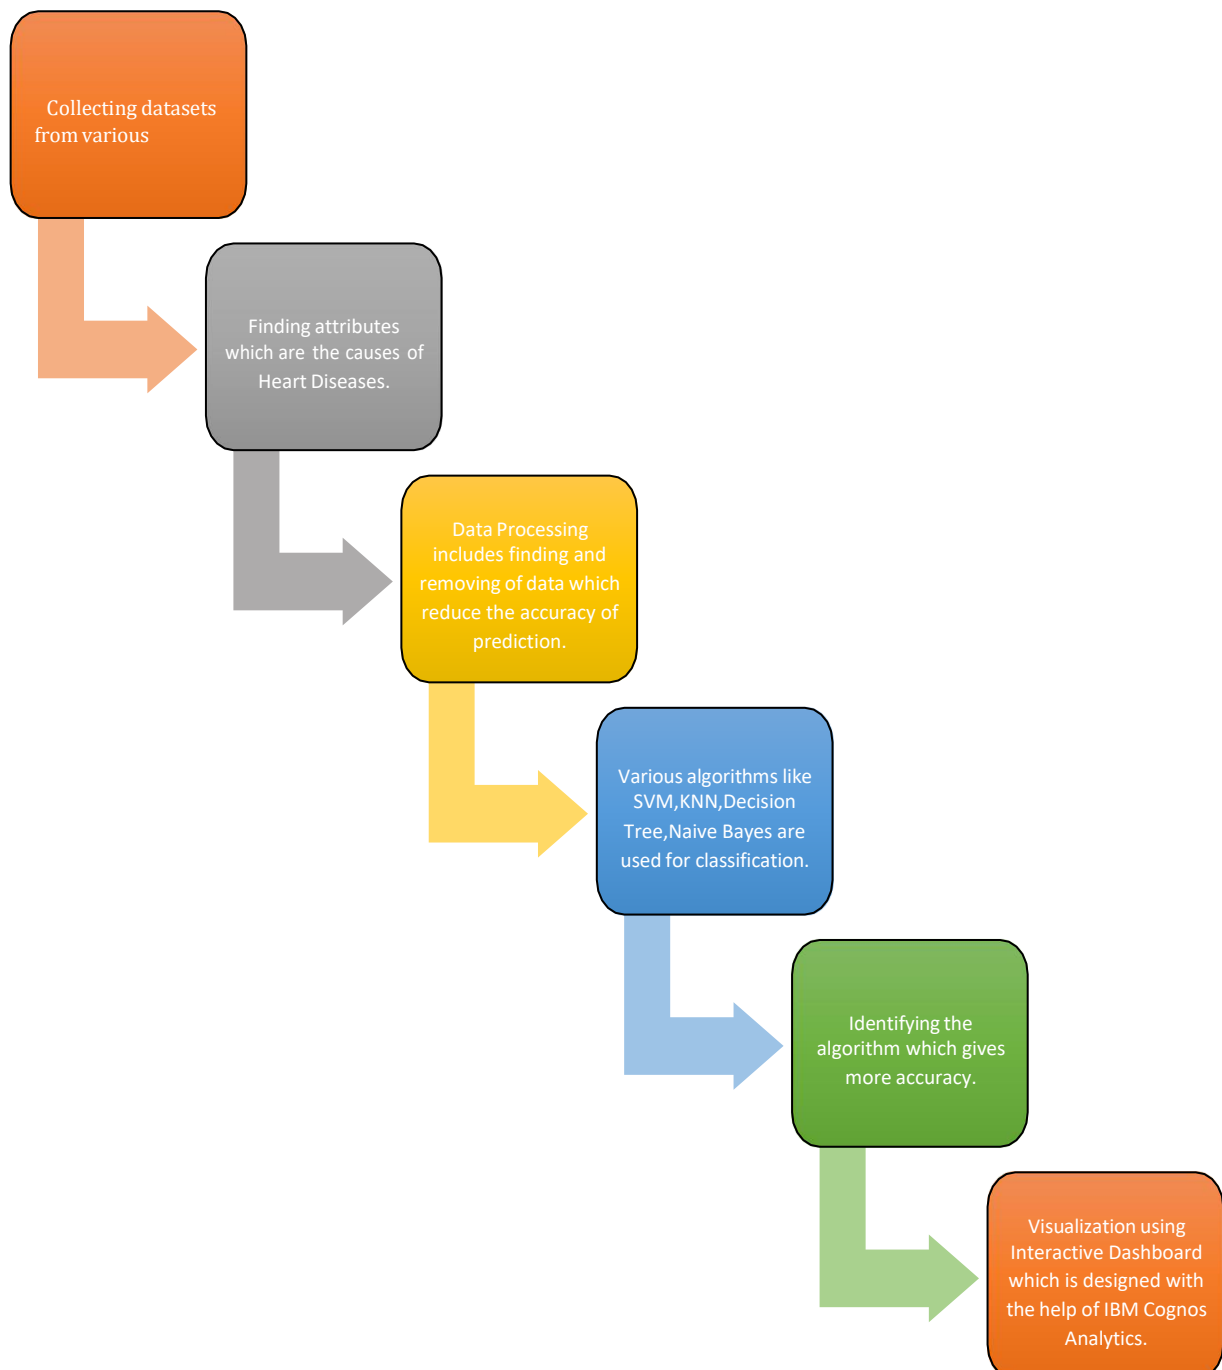 Collecting datasets
from various
Finding attributes
which are the causes of
Heart Diseases.
Data Processing
includes finding and
removing of data which
reduce the accuracy of
prediction.
Various algorithms like
SVM,KNN,Decision
Tree,Naive Bayes are
used for classification.
Identifying the
algorithm which gives
more accuracy.
Visualization using
Interactive Dashboard
which is designed with
the help of IBM Cognos
Analytics.